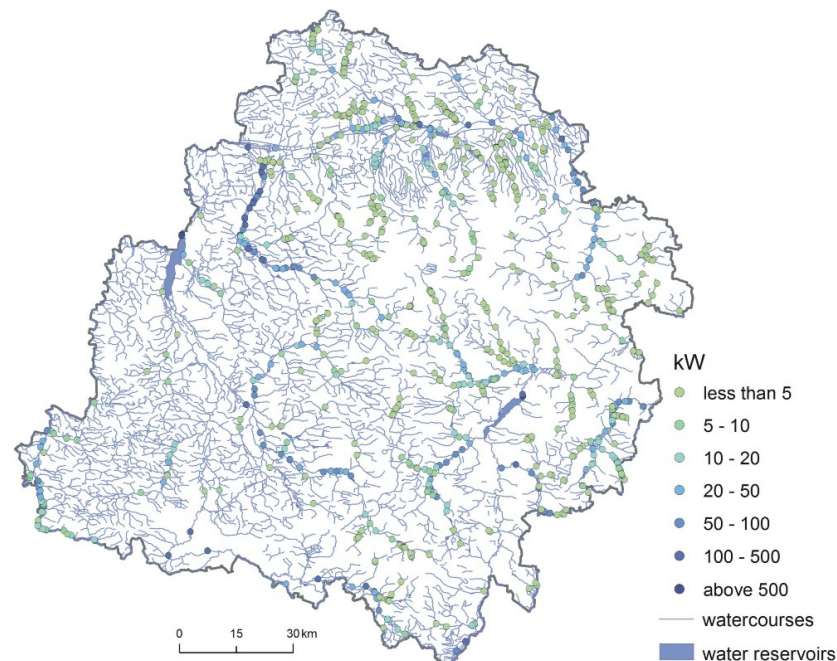 kW
less than 5
5 - 10
10 - 20
20 - 50
50 - 100
100 - 500
above 500
watercourses
water reservoirs
0 15 30 km